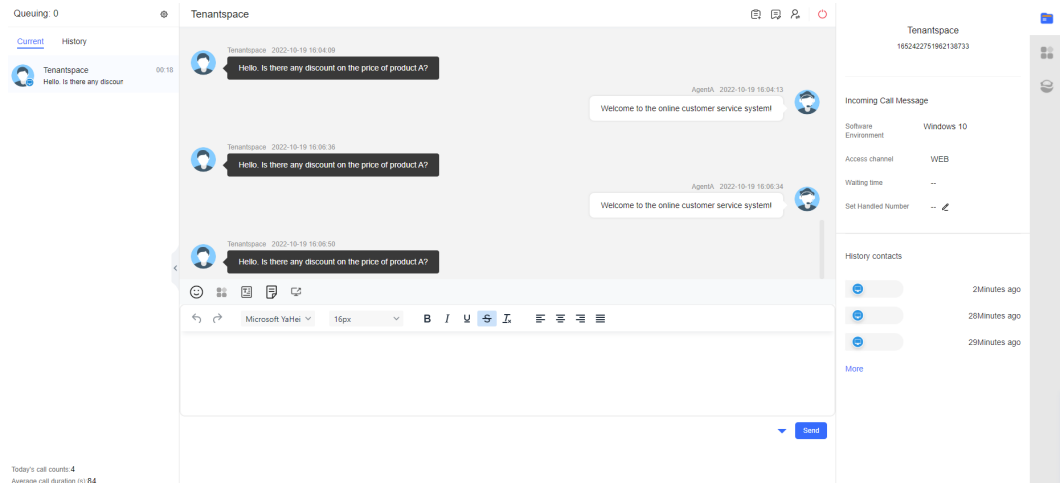 Queuing: 0
Current History
Tenantspace 00:18
Hello. Is there any discour
Today's call counts:4
Average call duration (s):84
Tenantspace
Tenantspace 2022-10-19 16:04:09
Hello. Is there any discount on the price of product A?
AgentA 2022-10-19 16:04:13
Welcome to the online customer service system!
Tenantspace 2022-10-19 16:06:36
Hello. Is there any discount on the price of product A?
AgentA 2022-10-19 16:06:34
Welcome to the online customer service system!
Tenantspace 2022-10-19 16:06:50
Hello. Is there any discount on the price of product A?
Microsoft YaHei 16px B I U S Ix
Send
Tenantspace
1652422751962138733
Incoming Call Message
Software Environment Windows 10
Access channel WEB
Waiting time --
Set Handled Number --
History contacts
2Minutes ago
28Minutes ago
29Minutes ago
More